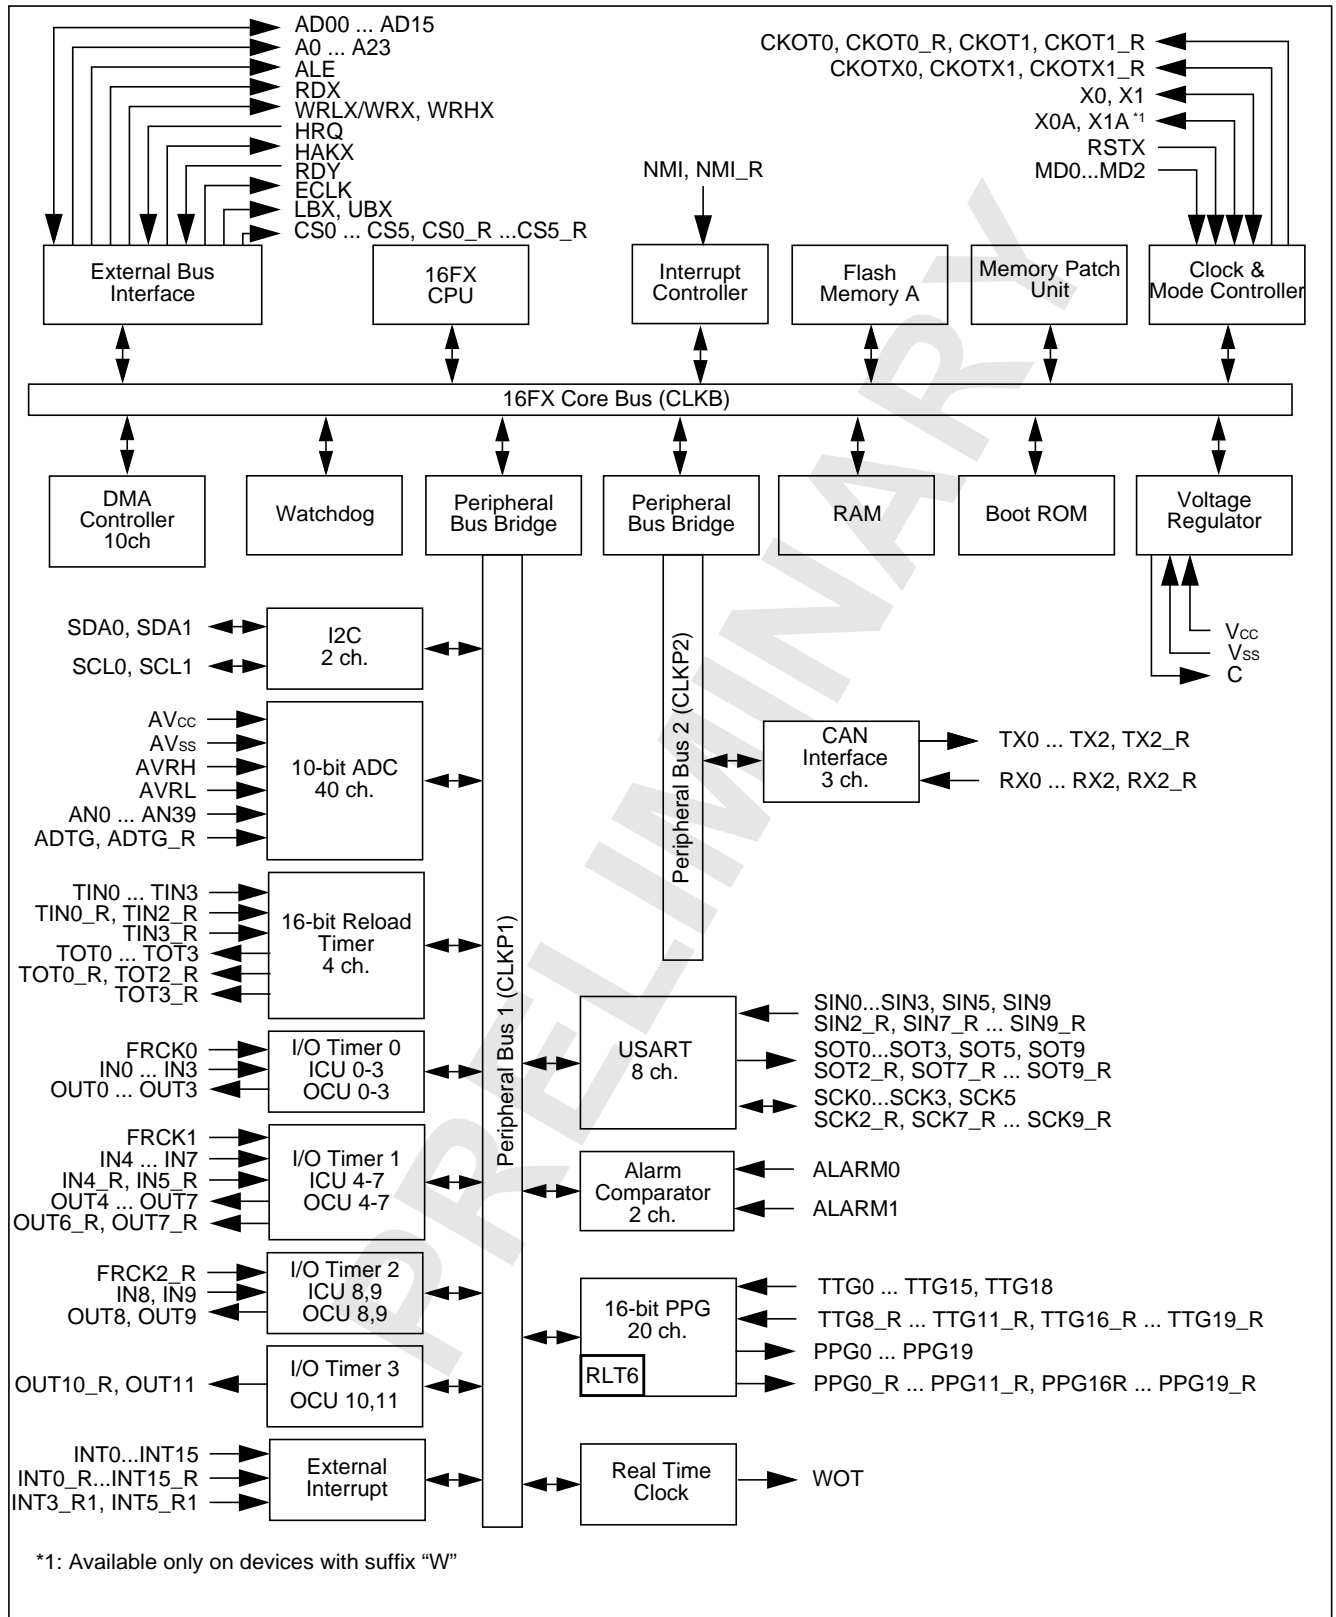 AD00 ... AD15
A0 ... A23
ALE
RDX
WRLX/WRX, WRHX
HRQ
HAKX
RDY
ECLK
LBX, UBX
CS0 ... CS5, CS0_R ...CS5_R
NMI, NMI_R
CKOT0, CKOT0_R, CKOT1, CKOT1_R
CKOTX0, CKOTX1, CKOTX1_R
X0, X1
X0A, X1A *1
RSTX
MD0...MD2
External Bus
Interface
16FX
CPU
Interrupt
Controller
Flash
Memory A
Memory Patch
Unit
Clock &
Mode Controller
16FX Core Bus (CLKB)
DMA
Controller
10ch
Watchdog
Peripheral
Bus Bridge
Peripheral
Bus Bridge
RAM
Boot ROM
Voltage
Regulator
Vcc
Vss
C
SDA0, SDA1
SCL0, SCL1
I2C
2 ch.
AVcc
AVss
AVRH
AVRL
AN0 ... AN39
ADTG, ADTG_R
10-bit ADC
40 ch.
TIN0 ... TIN3
TIN0_R, TIN2_R
TIN3_R
TOT0 ... TOT3
TOT0_R, TOT2_R
TOT3_R
16-bit Reload
Timer
4 ch.
FRCK0
IN0 ... IN3
OUT0 ... OUT3
I/O Timer 0
ICU 0-3
OCU 0-3
FRCK1
IN4 ... IN7
IN4_R, IN5_R
OUT4 ... OUT7
OUT6_R, OUT7_R
I/O Timer 1
ICU 4-7
OCU 4-7
FRCK2_R
IN8, IN9
OUT8, OUT9
I/O Timer 2
ICU 8,9
OCU 8,9
OUT10_R, OUT11
I/O Timer 3
OCU 10,11
INT0...INT15
INT0_R...INT15_R
INT3_R1, INT5_R1
External
Interrupt
Peripheral Bus 1 (CLKP1)
Peripheral Bus 2 (CLKP2)
CAN
Interface
3 ch.
TX0 ... TX2, TX2_R
RX0 ... RX2, RX2_R
USART
8 ch.
SIN0...SIN3, SIN5, SIN9
SIN2_R, SIN7_R ... SIN9_R
SOT0...SOT3, SOT5, SOT9
SOT2_R, SOT7_R ... SOT9_R
SCK0...SCK3, SCK5
SCK2_R, SCK7_R ... SCK9_R
Alarm
Comparator
2 ch.
ALARM0
ALARM1
16-bit PPG
20 ch.
RLT6
TTG0 ... TTG15, TTG18
TTG8_R ... TTG11_R, TTG16_R ... TTG19_R
PPG0 ... PPG19
PPG0_R ... PPG11_R, PPG16R ... PPG19_R
Real Time
Clock
WOT
*1: Available only on devices with suffix “W”
PRELIMINARY